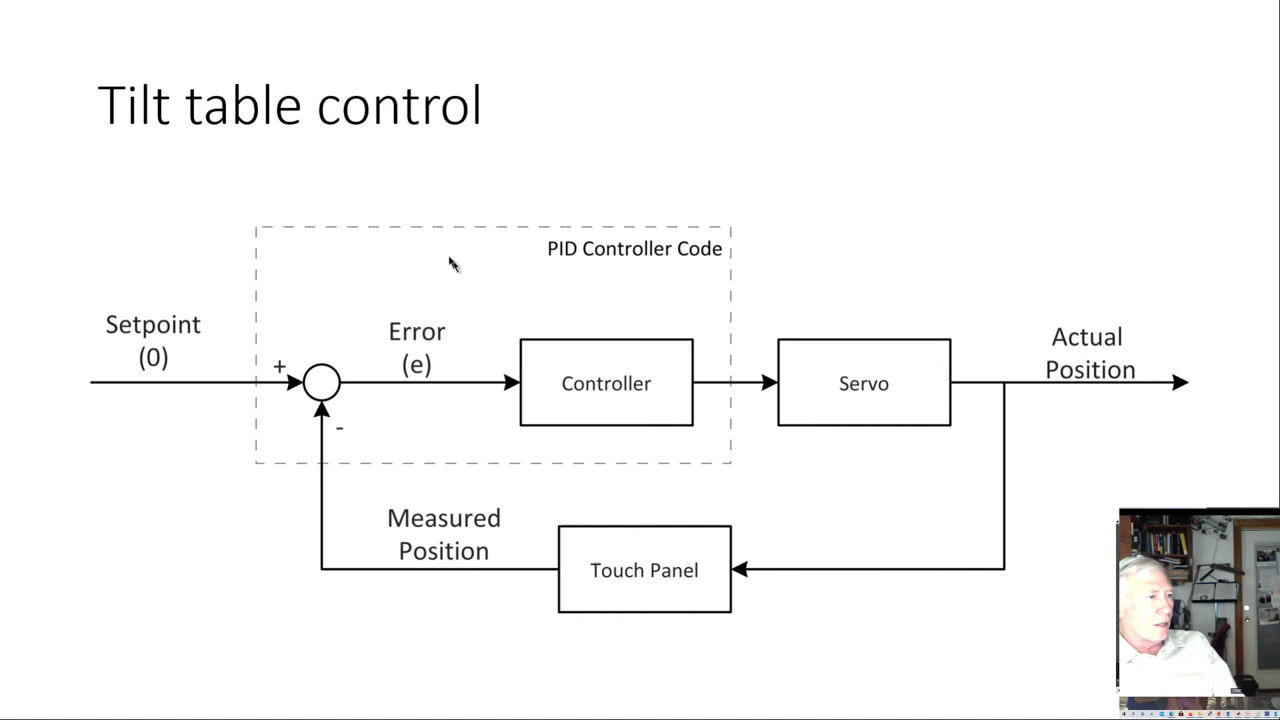 Tilt table control
PID Controller Code
Setpoint
(0)
+
Error
(e)
Controller
Servo
Actual
Position
-
Measured
Position
Touch Panel